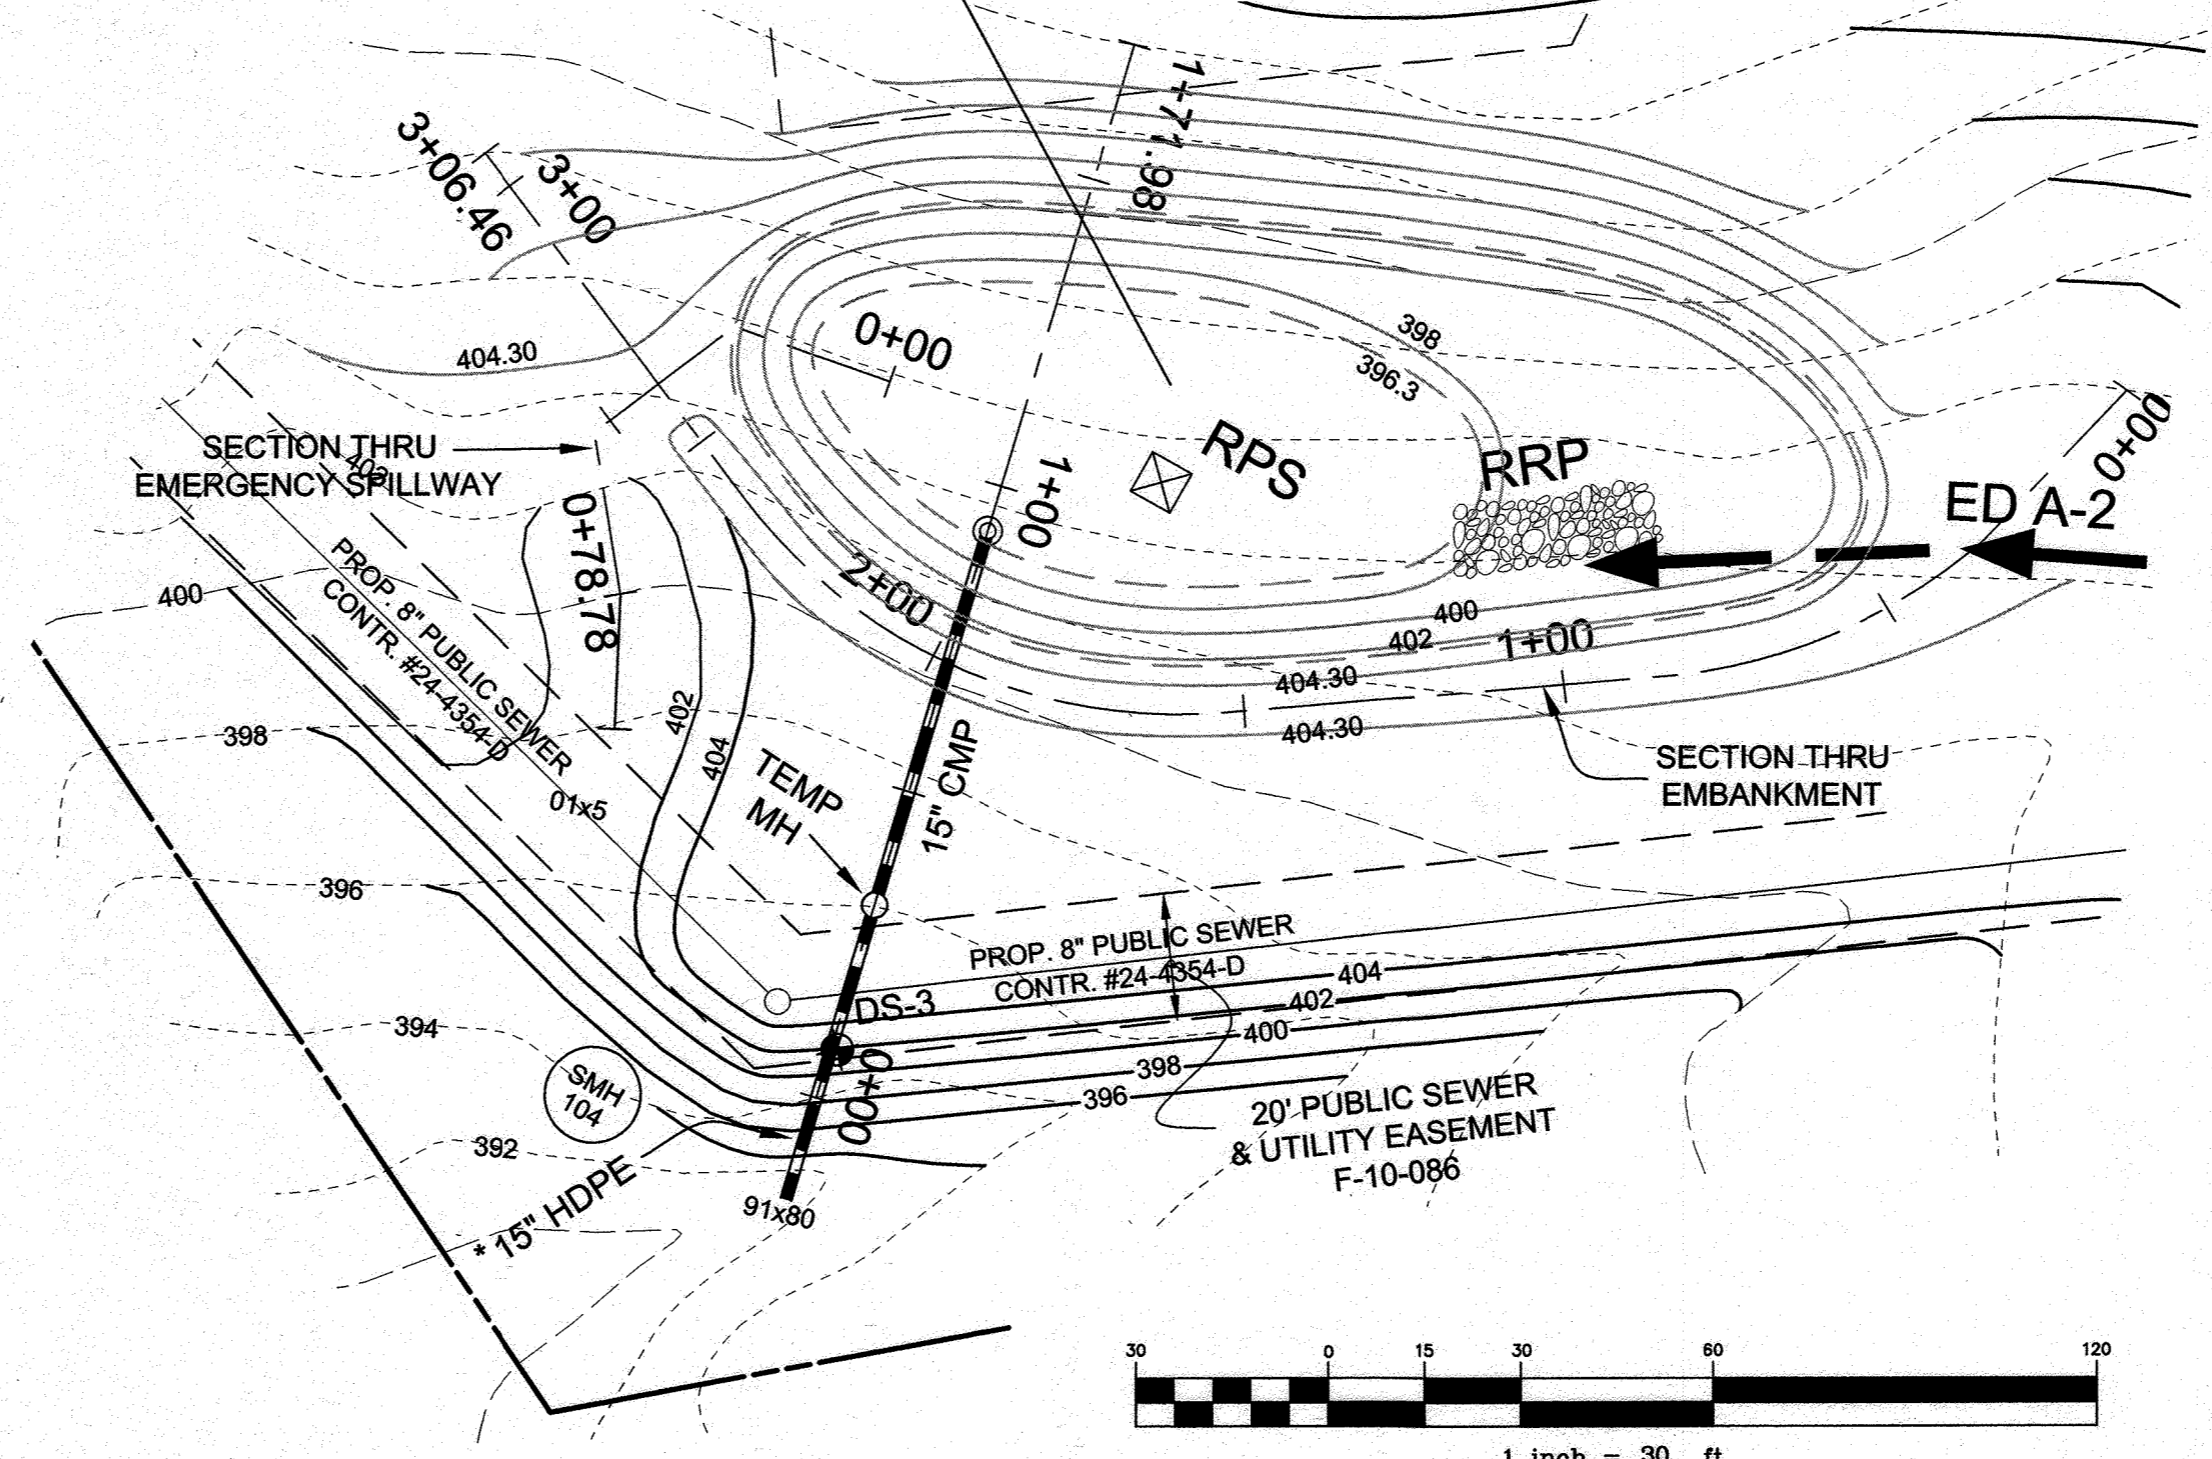 1+71.98
3+06.46
3+00
0+00
404.30
398
396.3
RPS
RRP
0+00
ED A-2
SECTION THRU
EMERGENCY SPILLWAY
402
0+78.78
1+00
2+00
400
PROP. 8" PUBLIC SEWER
CONTR. #24-4354-D
400
402
1+00
404.30
404.30
402
404
398
01x5
TEMP
MH
15" CMP
SECTION THRU
EMBANKMENT
396
PROP. 8" PUBLIC SEWER
CONTR. #24-4354-D
404
402
400
398
396
DS-3
0+00
394
SMH
104
392
* 15" HDPE
91x80
20' PUBLIC SEWER
& UTILITY EASEMENT
F-10-086
30 0 15 30 60 120
1 inch = 30 ft